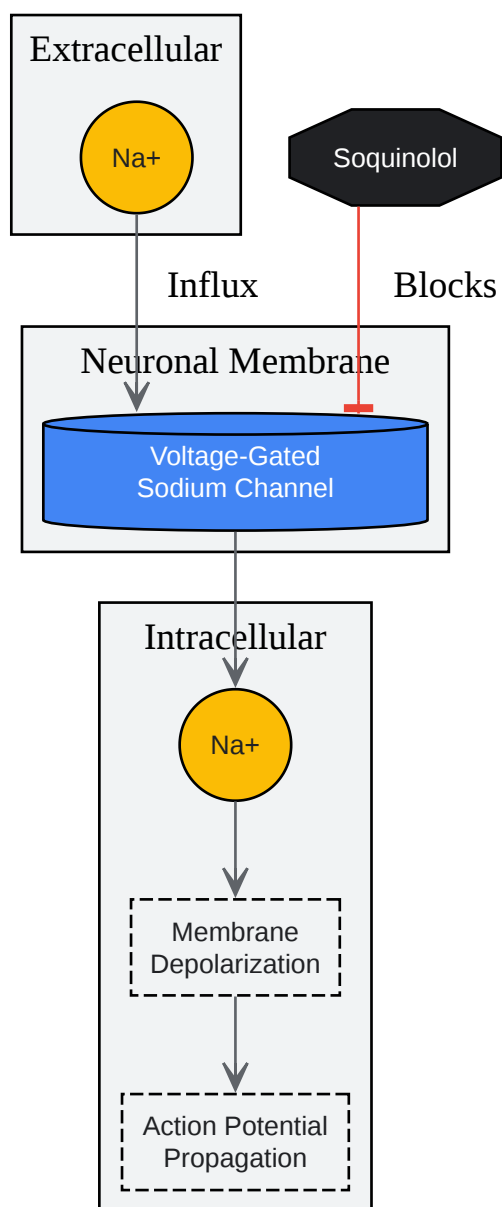 Extracellular
Na+
Soquinolol
Influx
Blocks
Neuronal Membrane
Voltage-Gated
Sodium Channel
Intracellular
Na+
Membrane
Depolarization
Action Potential
Propagation